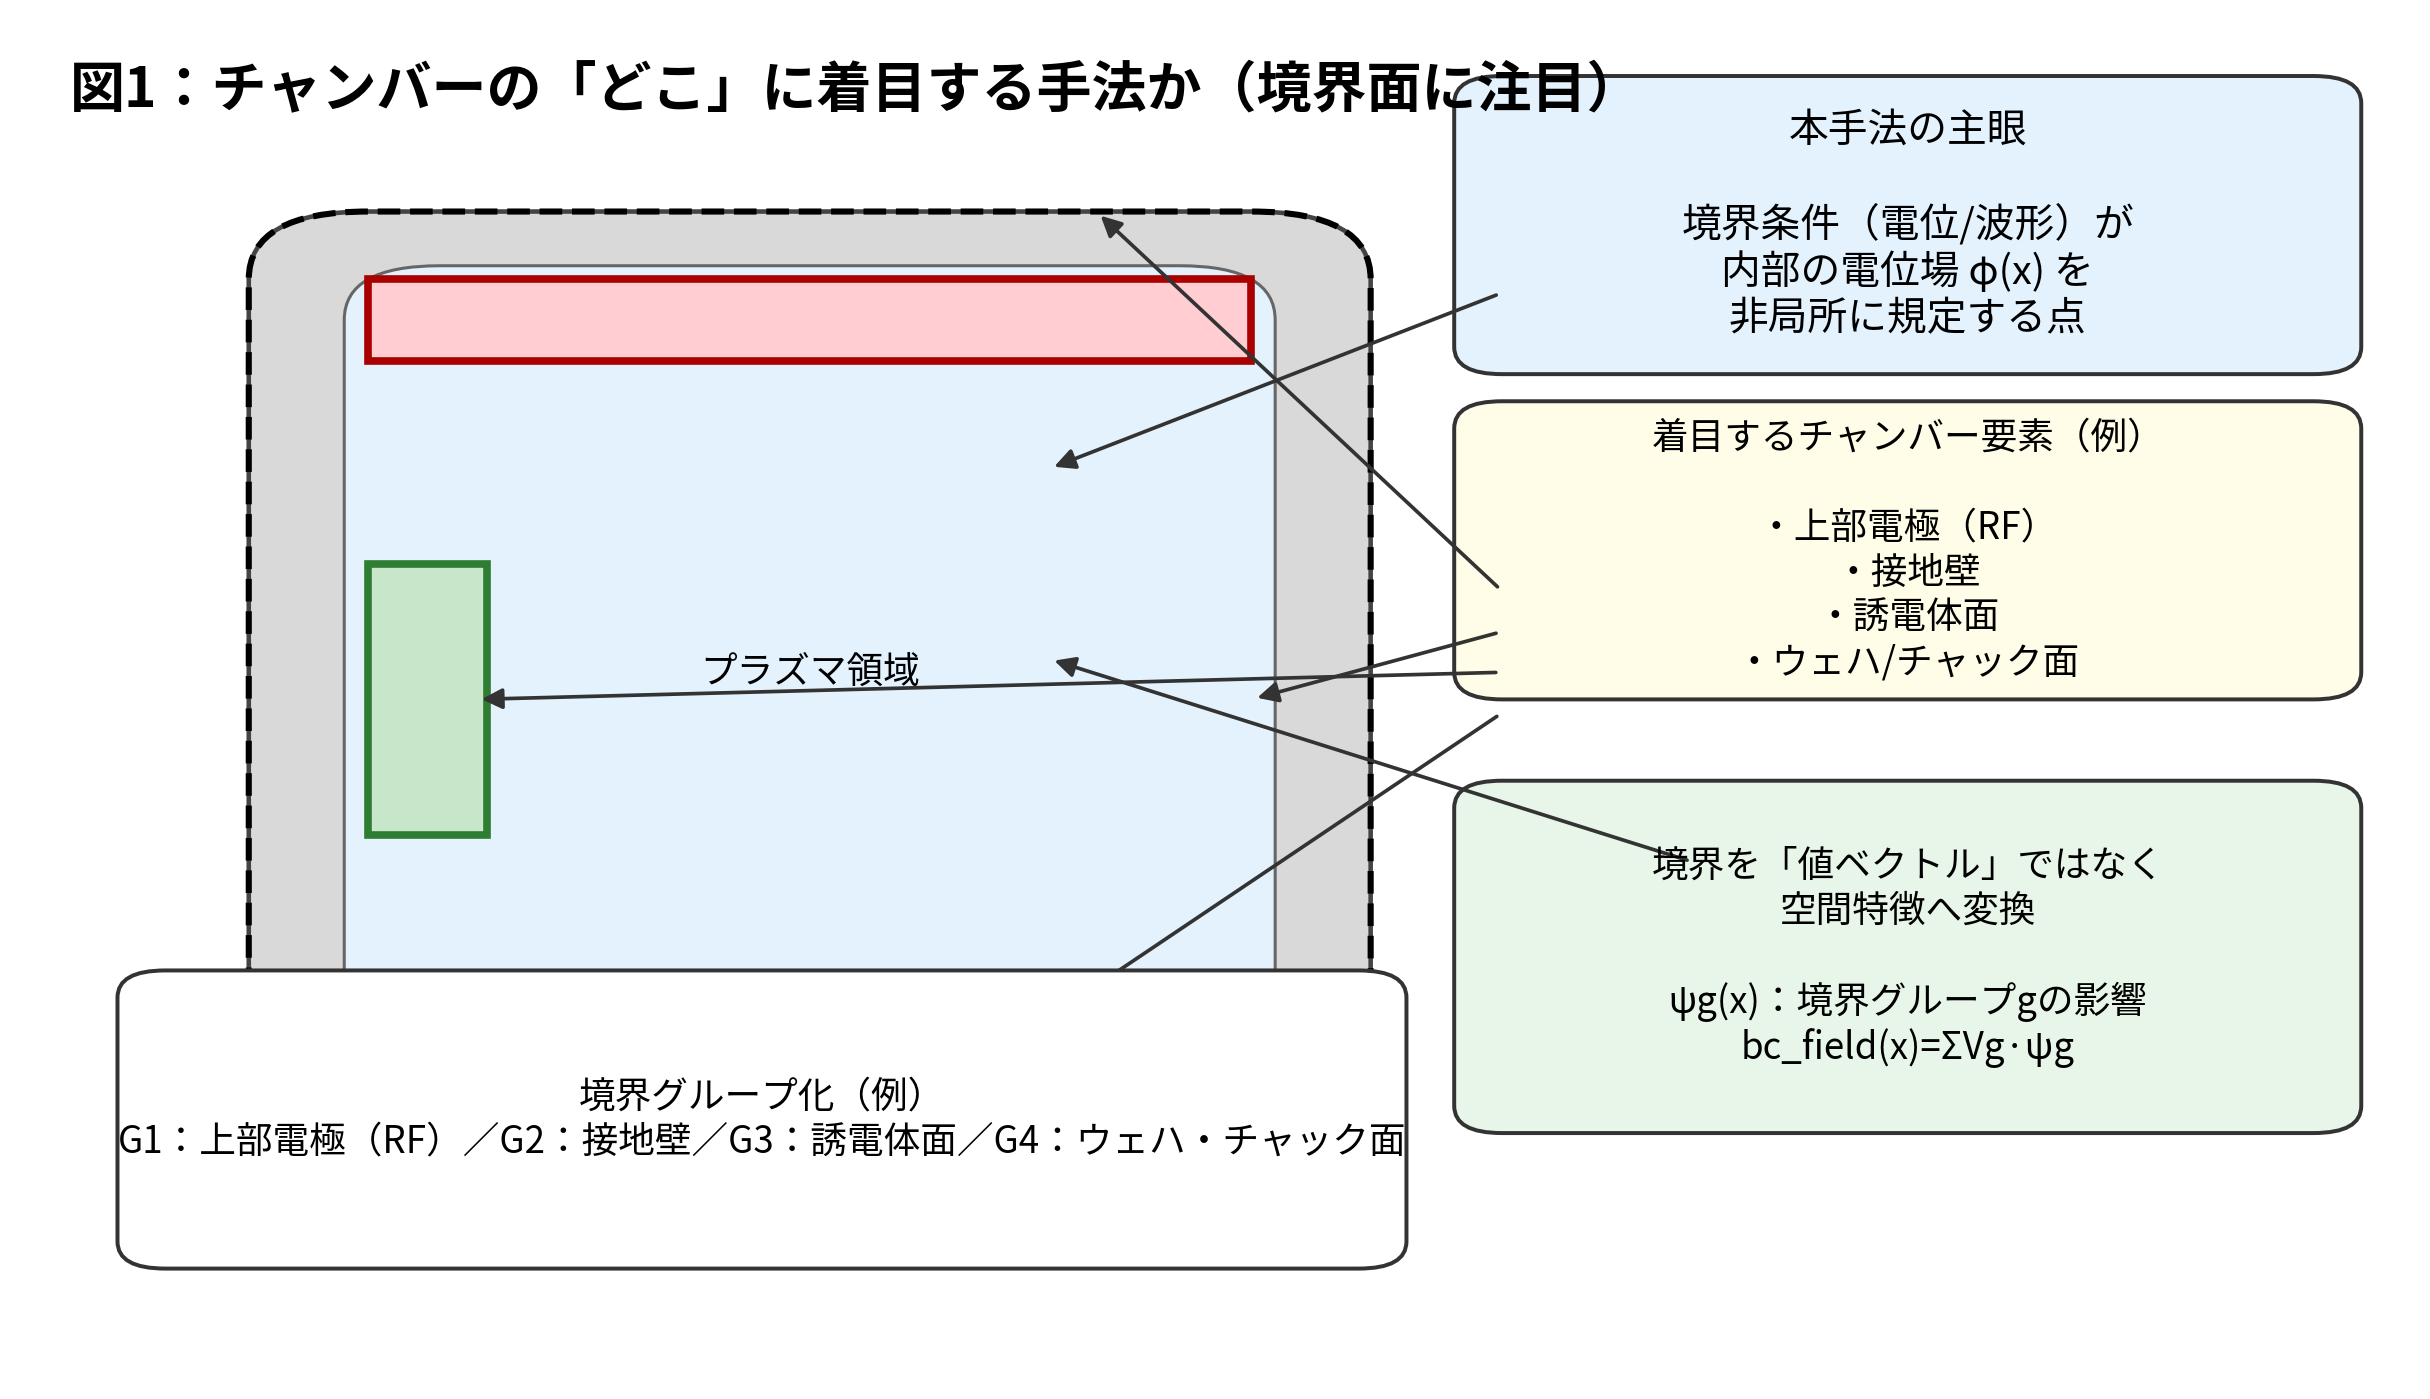 図1：チャンバーの「どこ」に着目する手法か（境界面に注目）
本手法の主眼
境界条件（電位/波形）が
内部の電位場 φ(x) を
非局所に規定する点
着目するチャンバー要素（例）
・上部電極（RF）
・接地壁
・誘電体面
・ウェハ/チャック面
プラズマ領域
境界を「値ベクトル」ではなく
空間特徴へ変換
ψg(x)：境界グループgの影響
bc_field(x)=ΣVg·ψg
境界グループ化（例）
G1：上部電極（RF）／G2：接地壁／G3：誘電体面／G4：ウェハ・チャック面